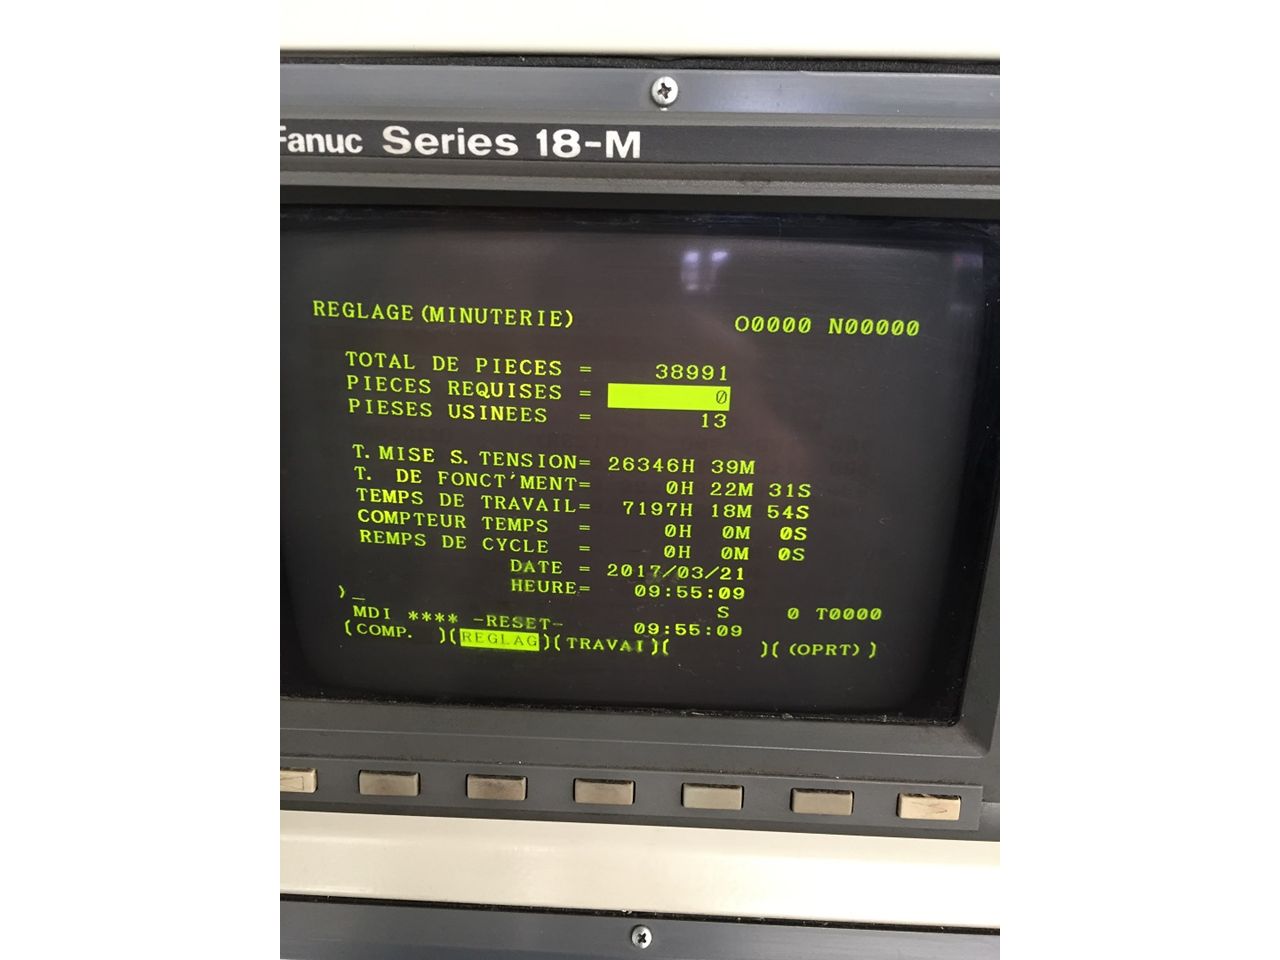 Fanuc Series 18-M
REGLAGE (MINUTERIE) O0000 N00000
TOTAL DE PIECES = 38991
PIECES REQUISES = 0
PIESES USINEES = 13
T. MISE S. TENSION= 26346H 39M
T. DE FONCT'MENT= 0H 22M 31S
TEMPS DE TRAVAIL= 7197H 18M 54S
COMPTEUR TEMPS = 0H 0M 0S
REMPS DE CYCLE = 0H 0M 0S
DATE = 2017/03/21
HEURE= 09:55:09
)_ S 0 T0000
MDI **** -RESET- 09:55:09
(COMP. )(REGLAG)(TRAVAI)( )( (OPRT) )